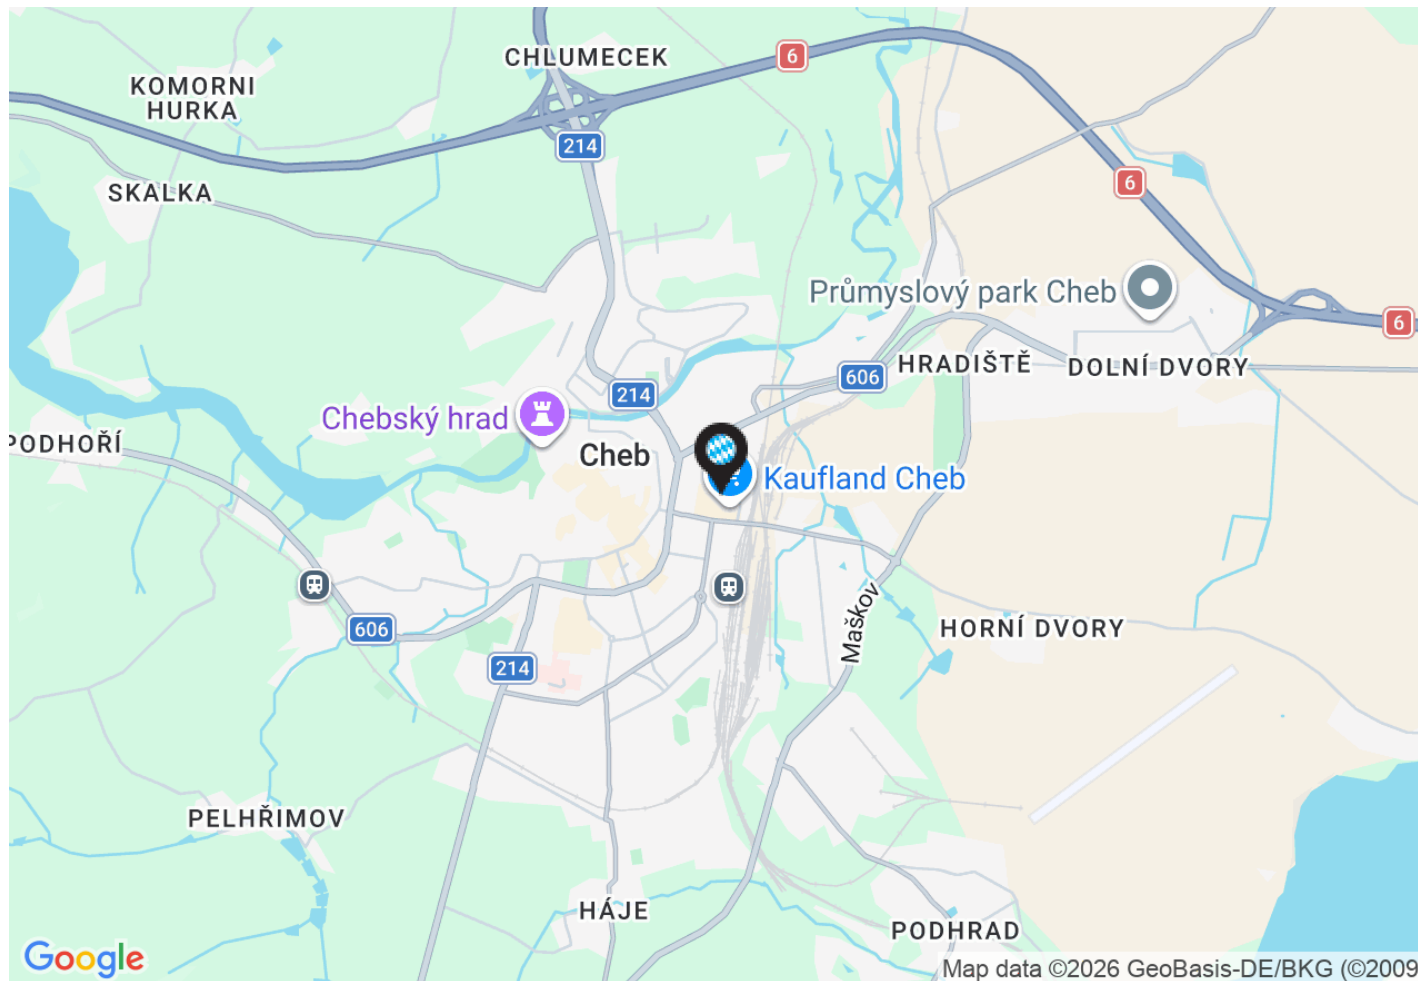 CHLUMECEK
6
KOMORNI
HURKA
214
6
SKALKA
Průmyslový park Cheb
6
HRADIŠTĚ
DOLNÍ DVORY
606
214
Chebský hrad
PODHOŘÍ
Cheb
Kaufland Cheb
606
Maškov
HORNÍ DVORY
214
PELHŘIMOV
HÁJE
PODHRAD
Google
Map data ©2026 GeoBasis-DE/BKG (©2009